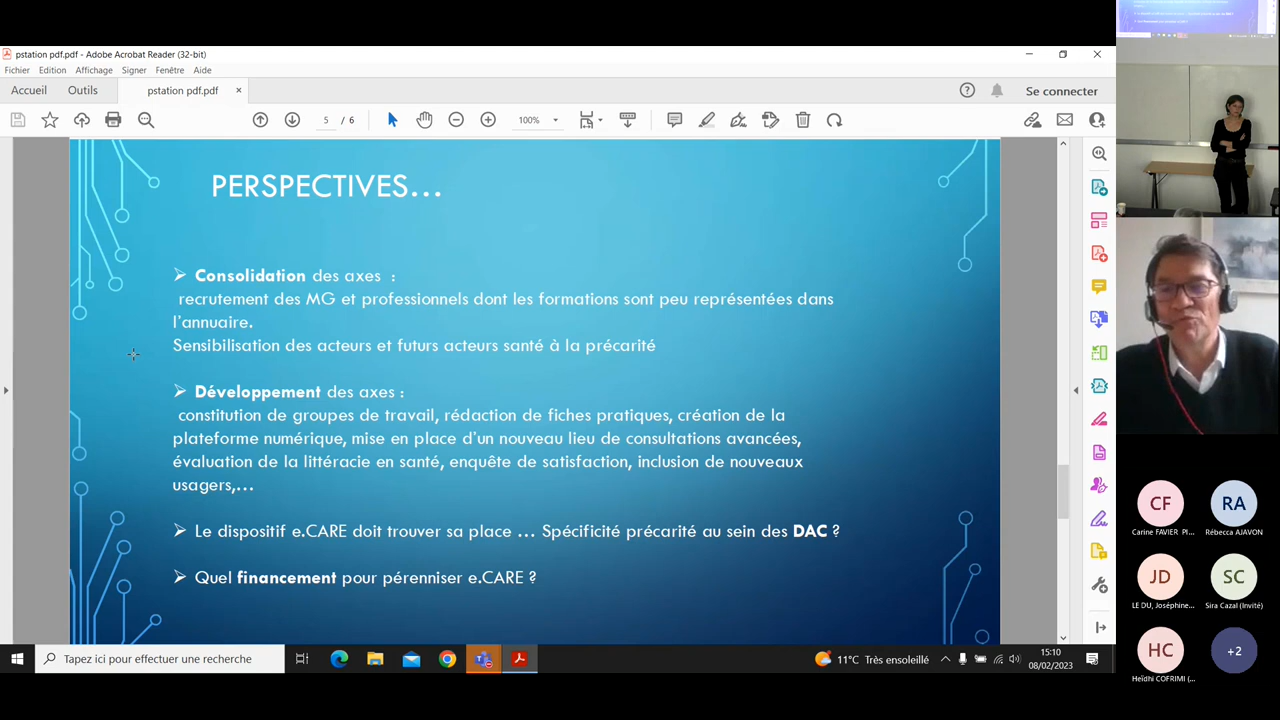 pstation pdf.pdf - Adobe Acrobat Reader (32-bit)
Fichier Edition Affichage Signer Fenêtre Aide
Accueil Outils pstation pdf.pdf × Se connecter
5 / 6 100%
PERSPECTIVES…
➢ Consolidation des axes :
recrutement des MG et professionnels dont les formations sont peu représentées dans
l'annuaire.
Sensibilisation des acteurs et futurs acteurs santé à la précarité
➢ Développement des axes :
constitution de groupes de travail, rédaction de fiches pratiques, création de la
plateforme numérique, mise en place d'un nouveau lieu de consultations avancées,
évaluation de la littéracie en santé, enquête de satisfaction, inclusion de nouveaux
usagers,…
➢ Le dispositif e.CARE doit trouver sa place … Spécificité précarité au sein des DAC ?
➢ Quel financement pour pérenniser e.CARE ?
CF RA
Carine FAVIER PI... Rébecca AJAVON
JD SC
LE DU, Joséphine... Sira Cazal (Invité)
HC +2
Heïdhi COFRIMI (...
Tapez ici pour effectuer une recherche
11°C Très ensoleillé
15:10
08/02/2023